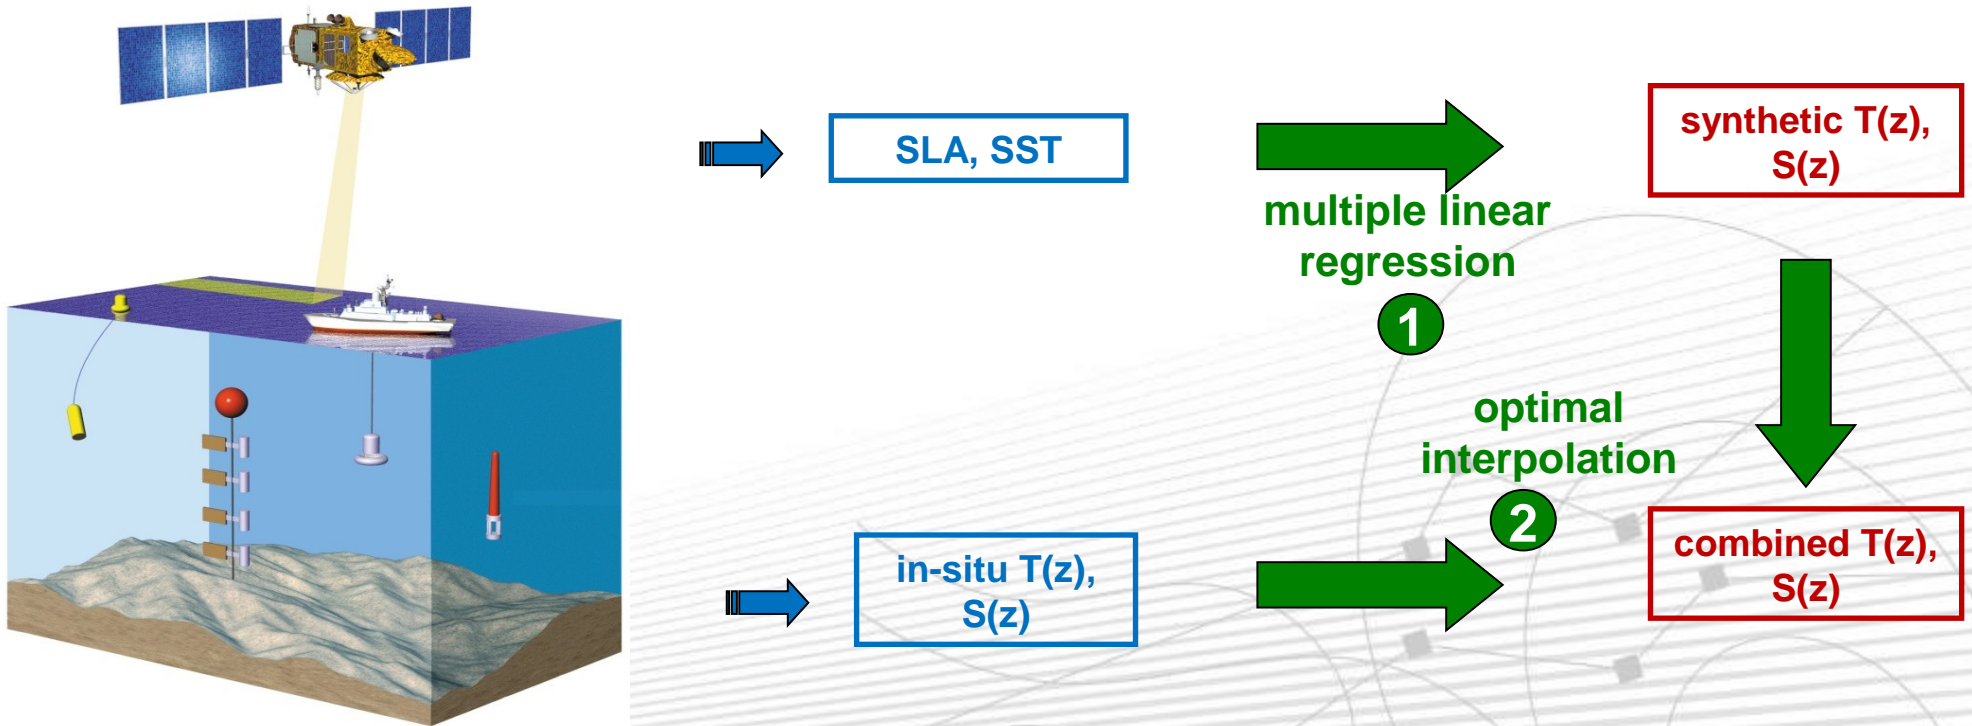 SLA, SST
synthetic T(z),
S(z)
multiple linear
regression
1
optimal
interpolation
2
in-situ T(z),
S(z)
combined T(z),
S(z)